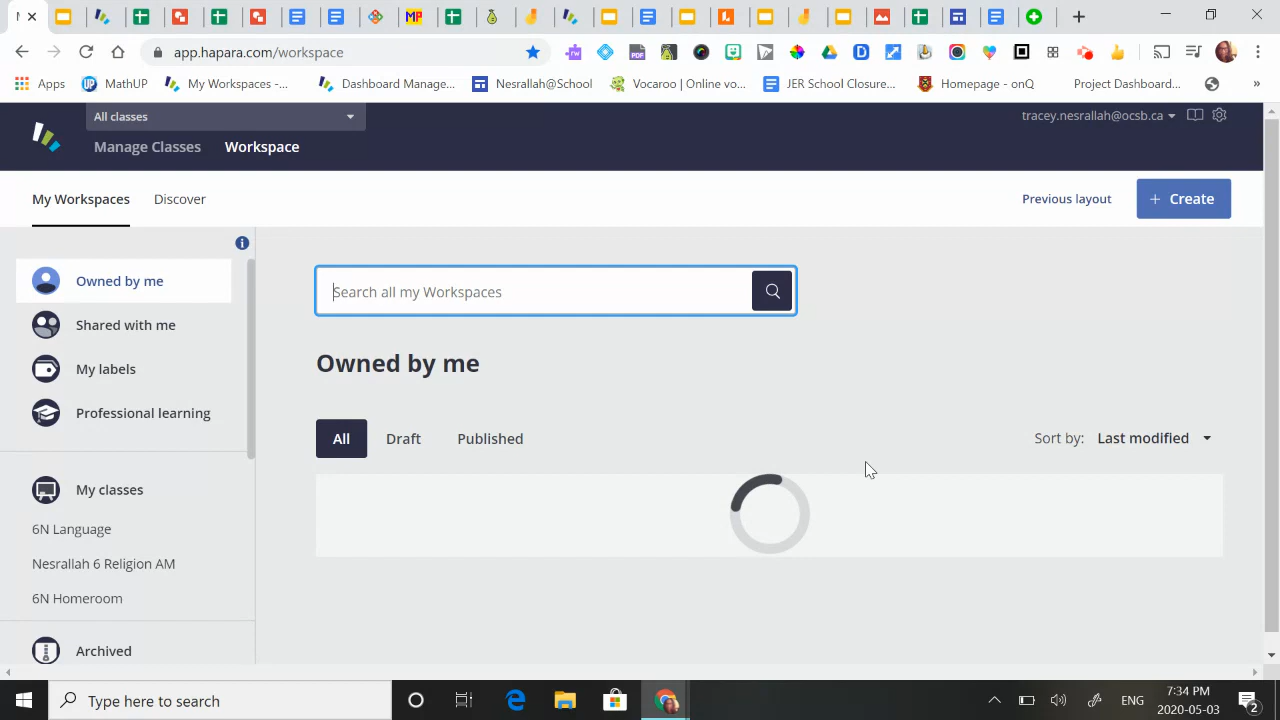 app.hapara.com/workspace
App
MathUP
My Workspaces -...
Dashboard Manage...
Nesrallah@School
Vocaroo | Online vo...
JER School Closure...
Homepage - onQ
Project Dashboard...
»
All classes
tracey.nesrallah@ocsb.ca
Manage Classes
Workspace
My Workspaces
Discover
Previous layout
+ Create
Owned by me
Search all my Workspaces
Shared with me
Owned by me
My labels
Professional learning
All
Draft
Published
Sort by: Last modified
My classes
6N Language
Nesrallah 6 Religion AM
6N Homeroom
Archived
Type here to search
ENG
7:34 PM
2020-05-03
2